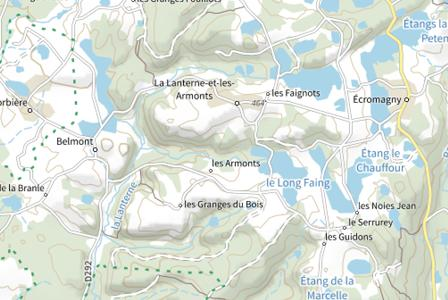 les Granges Pouillots
Étangs la
Peten
La Lanterne-et-les-
Armonts
464
les Faignots
Écromagny
Belmont
Étang le
Chauffour
les Armonts
le Long Faing
de la Branle
la Lanterne
les Granges du Bois
les Noies Jean
le Serrurey
les Guidons
D292
Étang de la
Marcelle